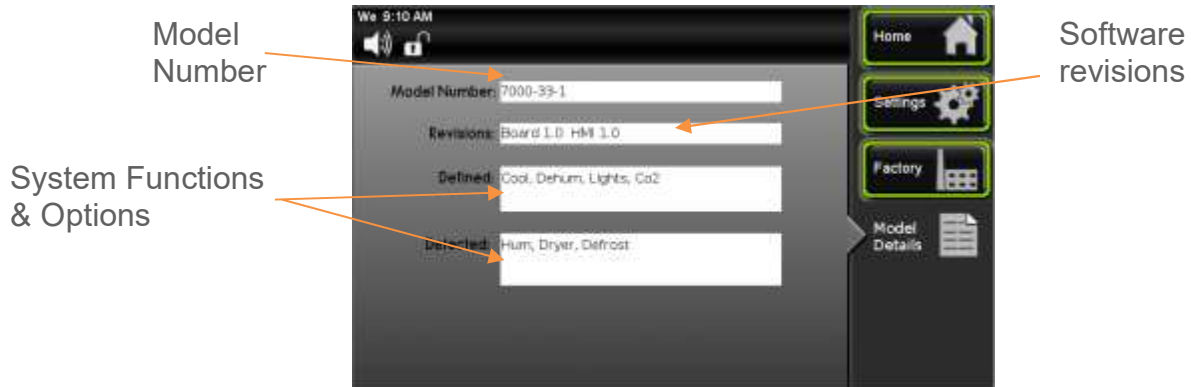 We 9:10 AM
Model
Number
Software
revisions
Home
Model Number: 7000-33-1
Settings
Revisions: Board 1.0 HMI 1.0
System Functions
& Options
Defined: Cool, Dehum, Lights, Co2
Factory
Model
Details
Detected: Hum, Dryer, Defrost